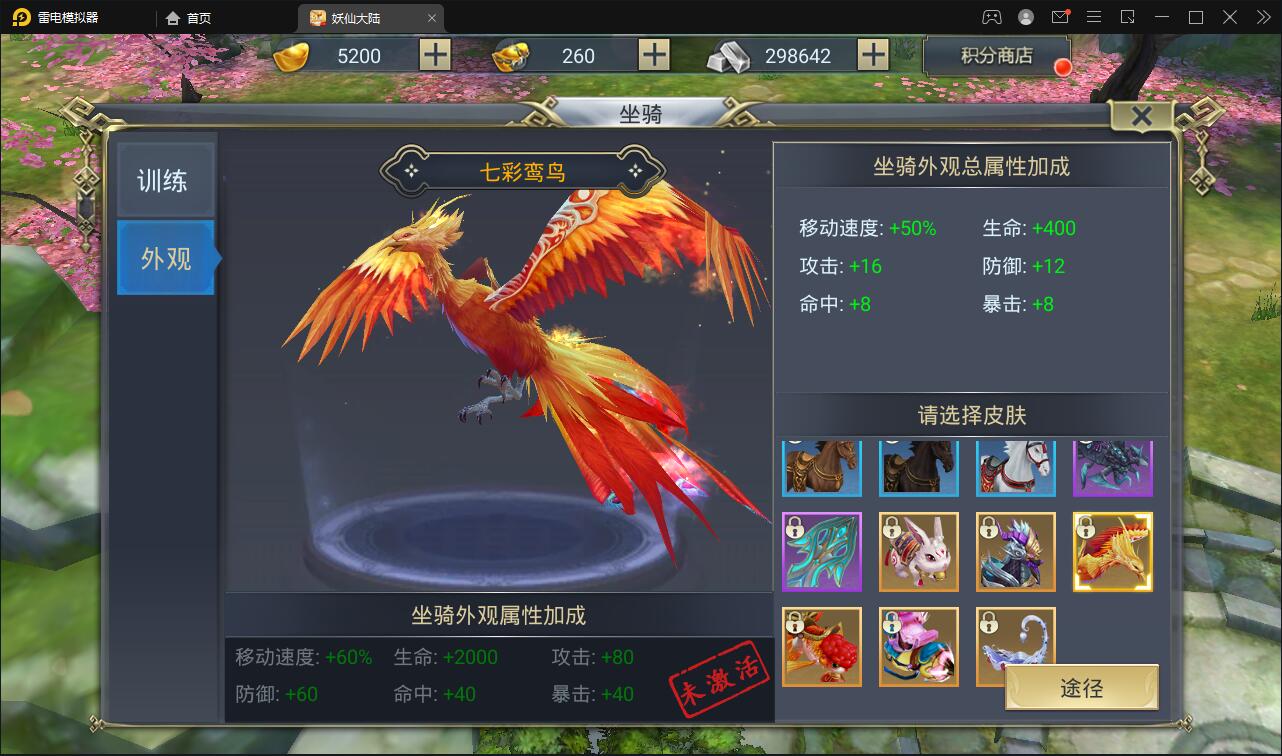 雷电模拟器
首页
妖仙大陆
5200
260
298642
积分商店
坐骑
训练
外观
七彩鸾鸟
坐骑外观总属性加成
移动速度: +50% 生命: +400
攻击: +16 防御: +12
命中: +8 暴击: +8
请选择皮肤
坐骑外观属性加成
移动速度: +60% 生命: +2000 攻击: +80
防御: +60 命中: +40 暴击: +40
未激活
途径